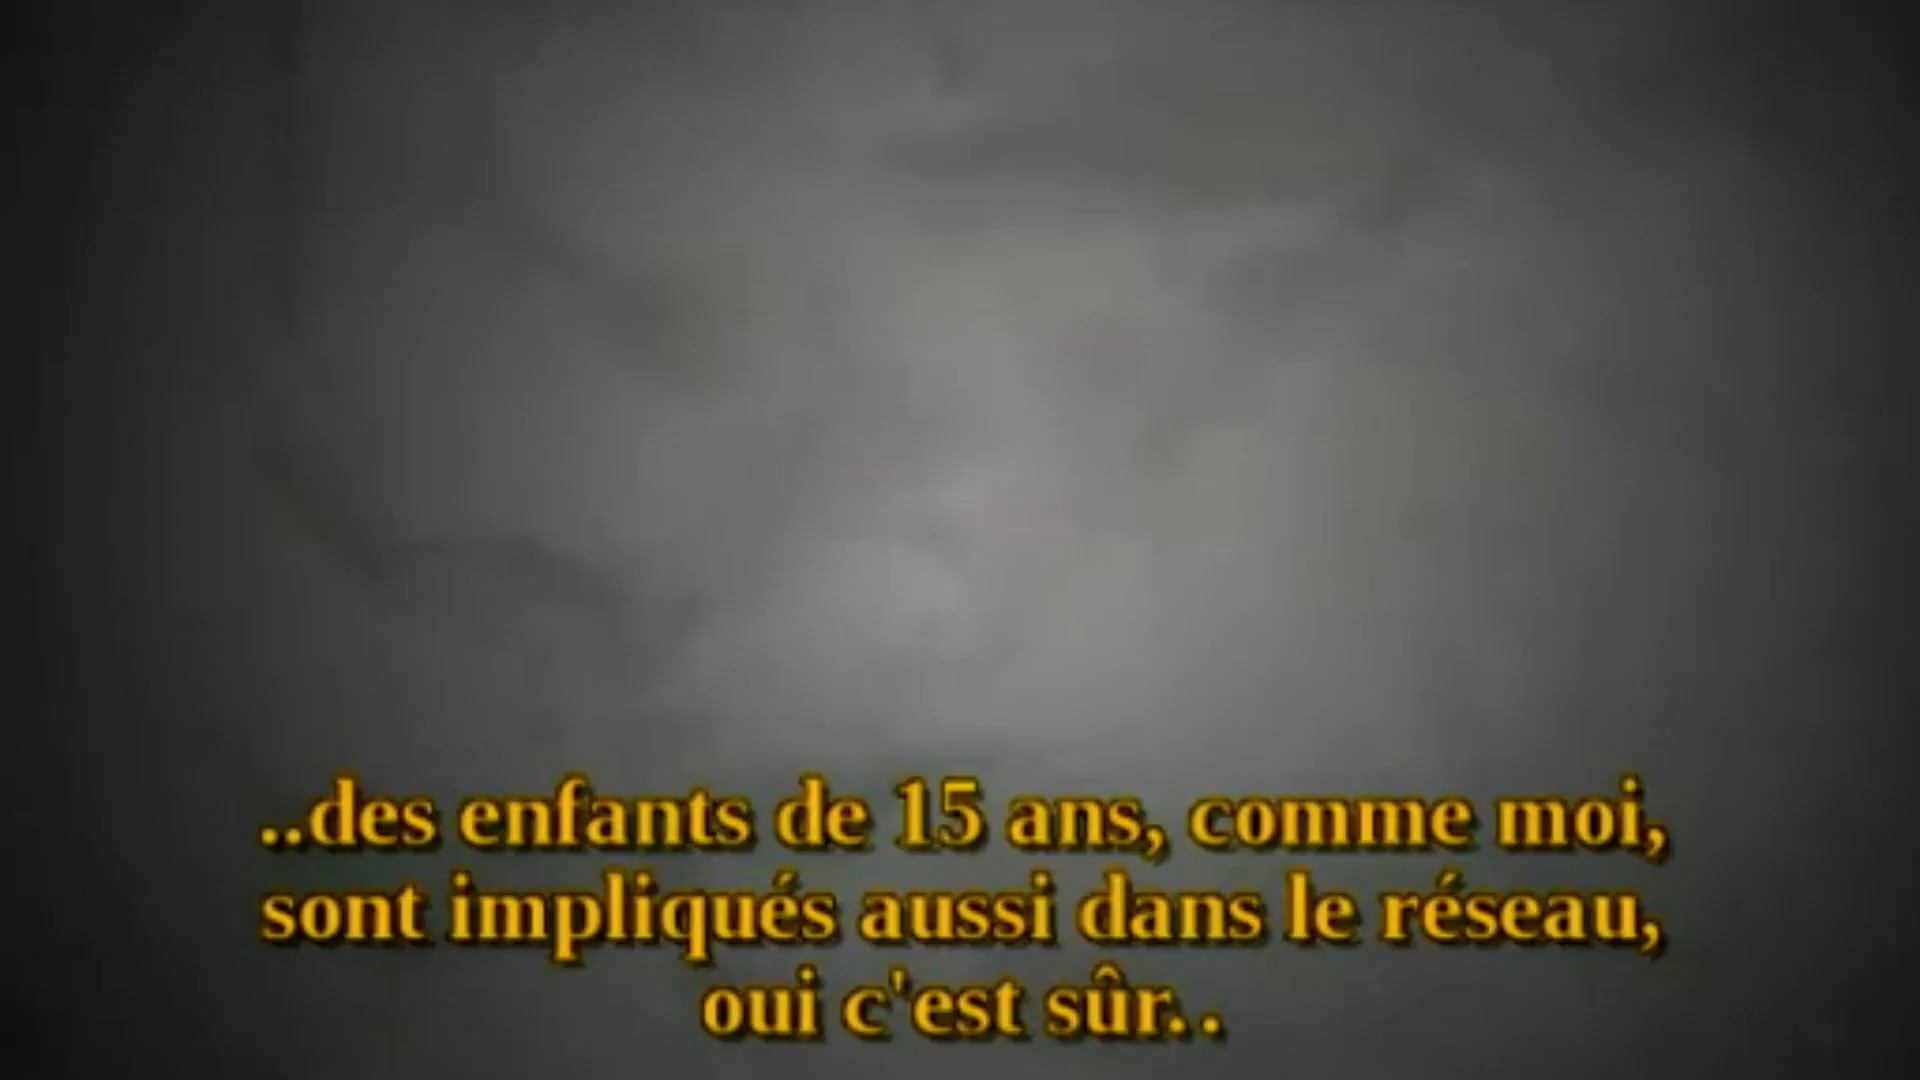 ..des enfants de 15 ans, comme moi,
sont impliqués aussi dans le réseau,
oui c'est sûr..